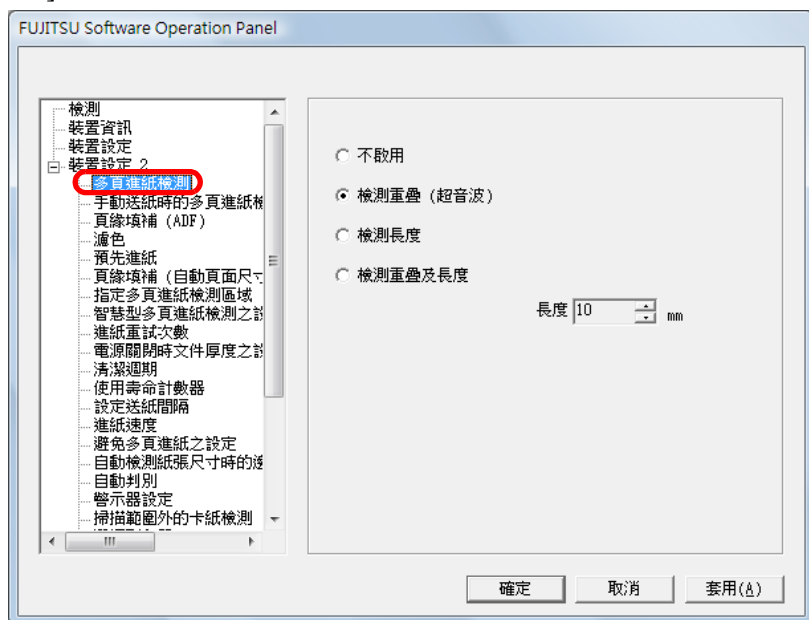 FUJITSU Software Operation Panel
檢測
裝置資訊
裝置設定
裝置設定 2
多頁進紙檢測
手動送紙時的多頁進紙檢
頁緣填補 (ADF)
濾色
預先進紙
頁緣填補 (自動頁面尺寸
指定多頁進紙檢測區域
智慧型多頁進紙檢測之設
進紙重試次數
電源關閉時文件厚度之設
清潔週期
使用壽命計數器
設定送紙間隔
進紙速度
避免多頁進紙之設定
自動檢測紙張尺寸時的邊
自動判別
警示器設定
掃描範圍外的卡紙檢測
不啟用
檢測重疊 (超音波)
檢測長度
檢測重疊及長度
長度 10 mm
確定 取消 套用(A)